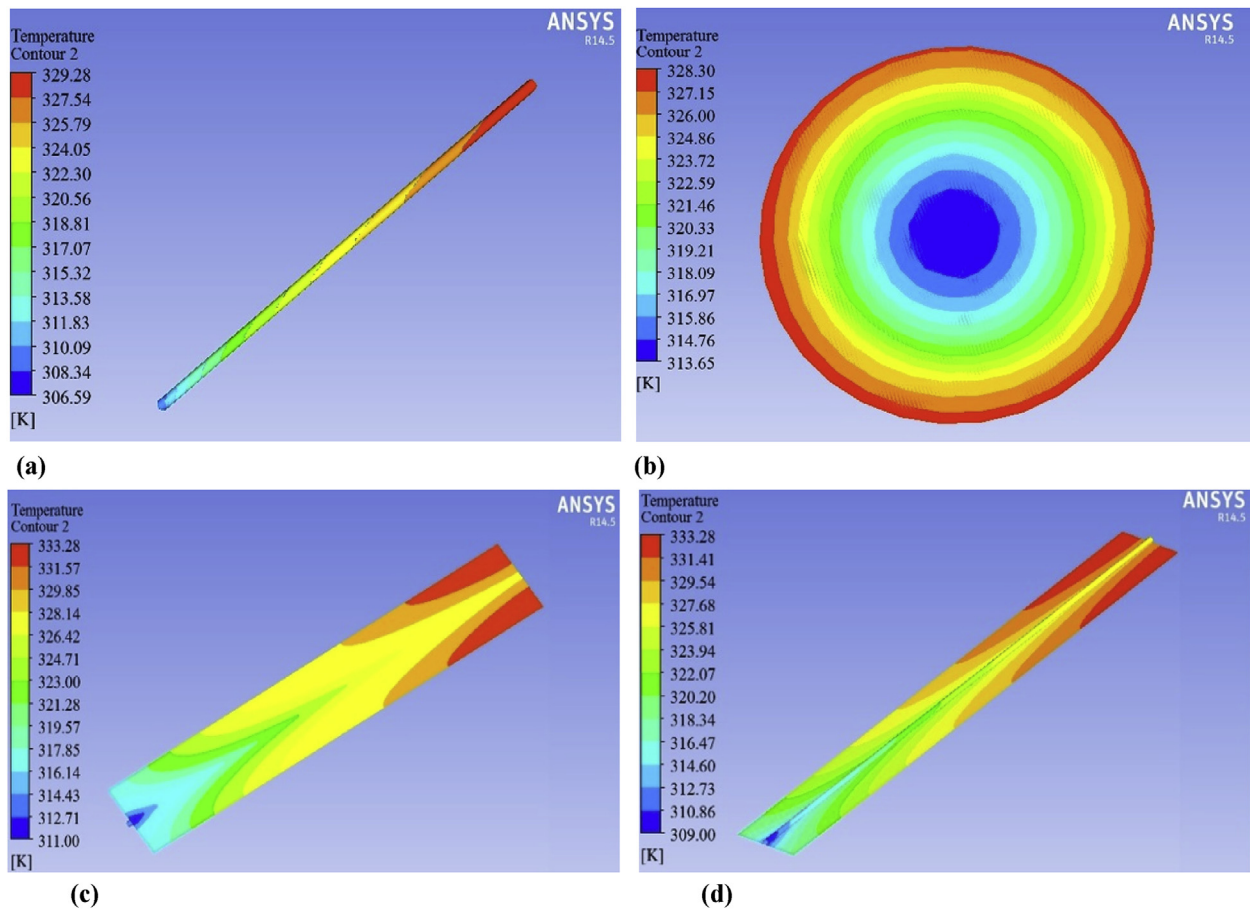 ANSYS
R14.5
Temperature
Contour 2
329.28
327.54
325.79
324.05
322.30
320.56
318.81
317.07
315.32
313.58
311.83
310.09
308.34
306.59
[K]
(a)
ANSYS
R14.5
Temperature
Contour 2
328.30
327.15
326.00
324.86
323.72
322.59
321.46
320.33
319.21
318.09
316.97
315.86
314.76
313.65
[K]
(b)
ANSYS
R14.5
Temperature
Contour 2
333.28
331.57
329.85
328.14
326.42
324.71
323.00
321.28
319.57
317.85
316.14
314.43
312.71
311.00
[K]
(c)
ANSYS
R14.5
Temperature
Contour 2
333.28
331.41
329.54
327.68
325.81
323.94
322.07
320.20
318.34
316.47
314.60
312.73
310.86
309.00
[K]
(d)